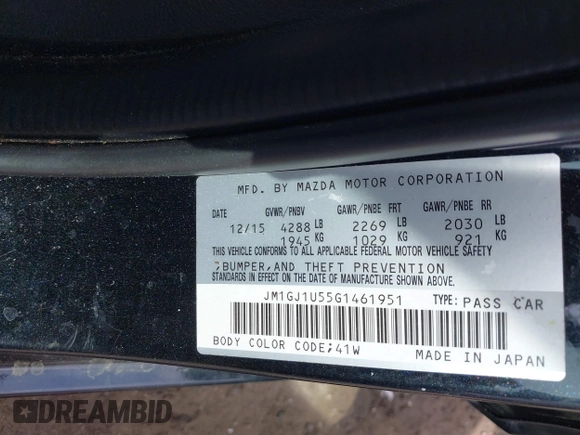 MFD. BY MAZDA MOTOR CORPORATION
DATE GVWR/PNBV GAWR/PNBE FRT GAWR/PNBE RR
12/15 4288 LB 2269 LB 2030 LB
1945 KG 1029 KG 921 KG
THIS VEHICLE CONFORMS TO ALL APPLICABLE FEDERAL MOTOR VEHICLE SAFETY
,BUMPER,AND THEFT PREVENTION
STANDARDS IN EFFECT ON THE DATE OF MANUFACTURE SHOWN ABOVE.
JM1GJ1U55G1461951 TYPE: PASS CAR
BODY COLOR CODE;41W MADE IN JAPAN
DREAMBID